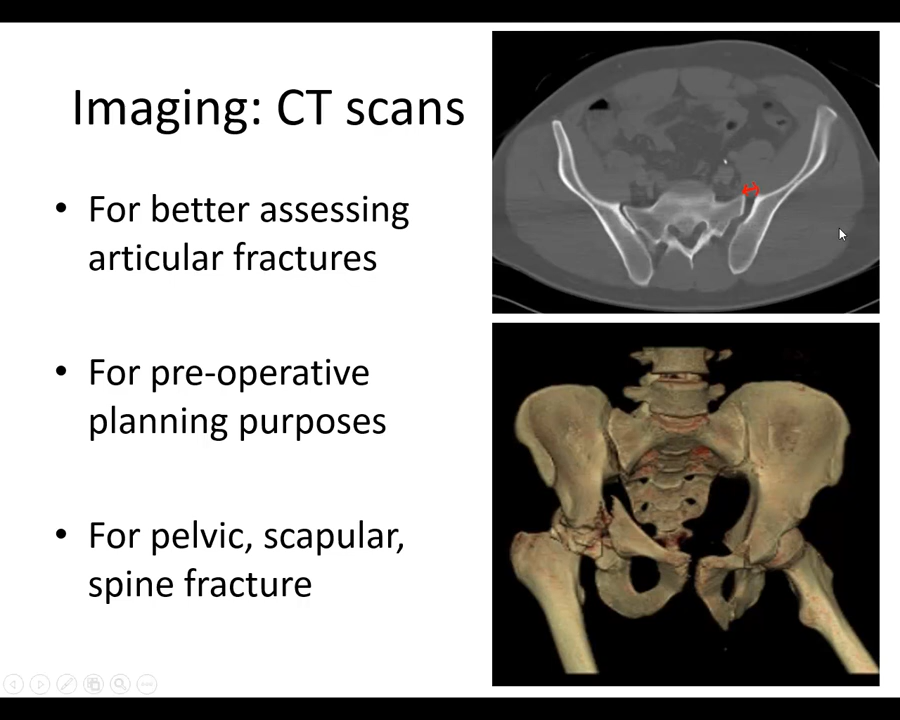 Imaging: CT scans
• For better assessing
articular fractures
• For pre-operative
planning purposes
• For pelvic, scapular,
spine fracture